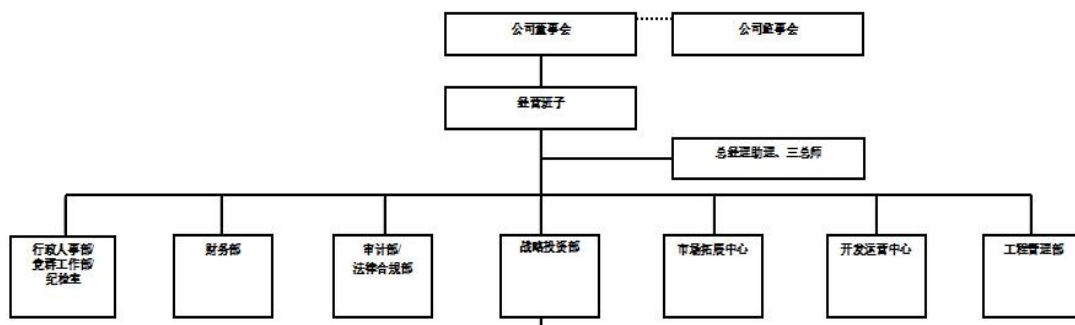 公司董事会
公司监事会
经营班子
总经理助理、三总师
行政人事部/
党群工作部/
纪检室
财务部
审计部/
法律合规部
战略投资部
市场拓展中心
开发运营中心
工程管理部